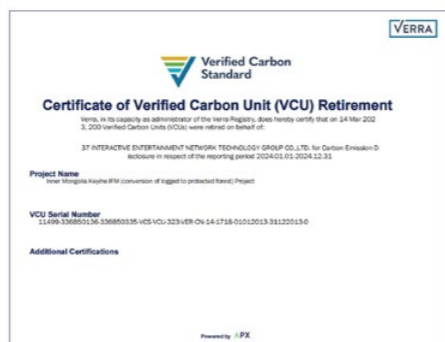 VERRA
Verified Carbon
Standard
Certificate of Verified Carbon Unit (VCU) Retirement
Verra, in its capacity as administrator of the Verra Registry, does hereby certify that on 14 Mar 202
3, 200 Verified Carbon Units (VCUs) were retired on behalf of:
37 INTERACTIVE ENTERTAINMENT NETWORK TECHNOLOGY GROUP CO.,LTD. for Carbon Emission D
isclosure in respect of the reporting period 2024.01.01-2024.12.31
Project Name
Inner Mongolia Keyihe IFM (conversion of logged to protected forest) Project
VCU Serial Number
11499-336850136-336850335-VCS-VCU-323-VER-CN-14-1718-01012013-31122013-0
Additional Certifications
Powered by APX